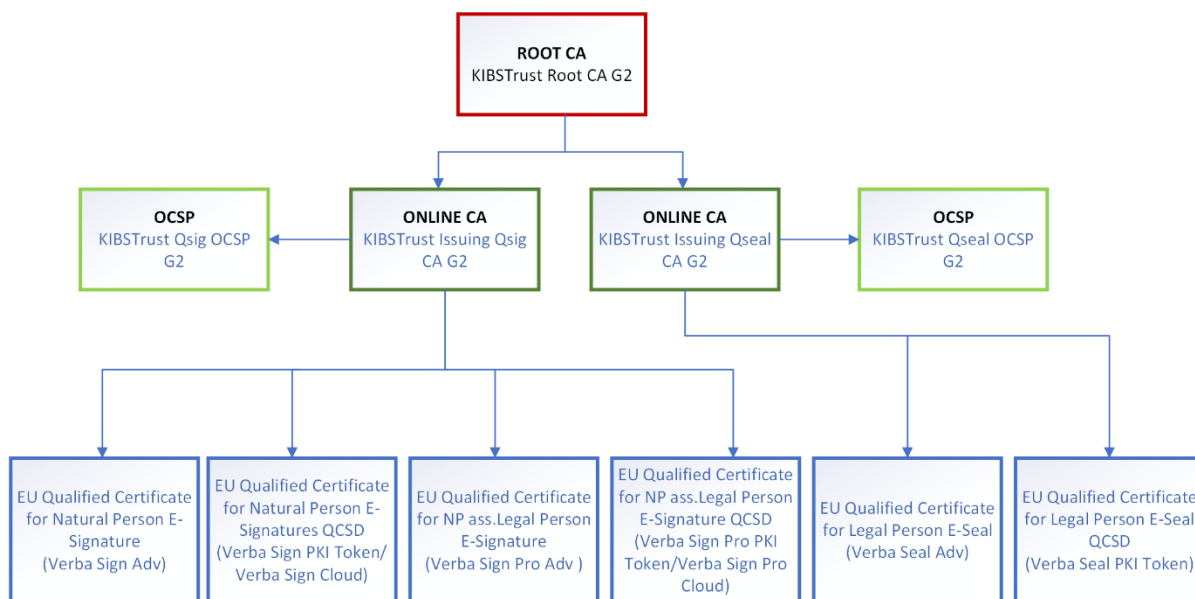 ROOT CA
KIBSTrust Root CA G2
OCSP
KIBSTrust Qsig OCSP
G2
ONLINE CA
KIBSTrust Issuing Qsig
CA G2
ONLINE CA
KIBSTrust Issuing Qseal
CA G2
OCSP
KIBSTrust Qseal OCSP
G2
EU Qualified Certificate
for Natural Person E-
Signature
(Verba Sign Adv)
EU Qualified Certificate
for Natural Person E-
Signatures QCSD
(Verba Sign PKI Token/
Verba Sign Cloud)
EU Qualified Certificate
for NP ass.Legal Person
E-Signature
(Verba Sign Pro Adv )
EU Qualified Certificate
for NP ass.Legal Person
E-Signature QCSD
(Verba Sign Pro PKI
Token/Verba Sign Pro
Cloud)
EU Qualified Certificate
for Legal Person E-Seal
(Verba Seal Adv)
EU Qualified Certificate
for Legal Person E-Seal
QCSD
(Verba Seal PKI Token)